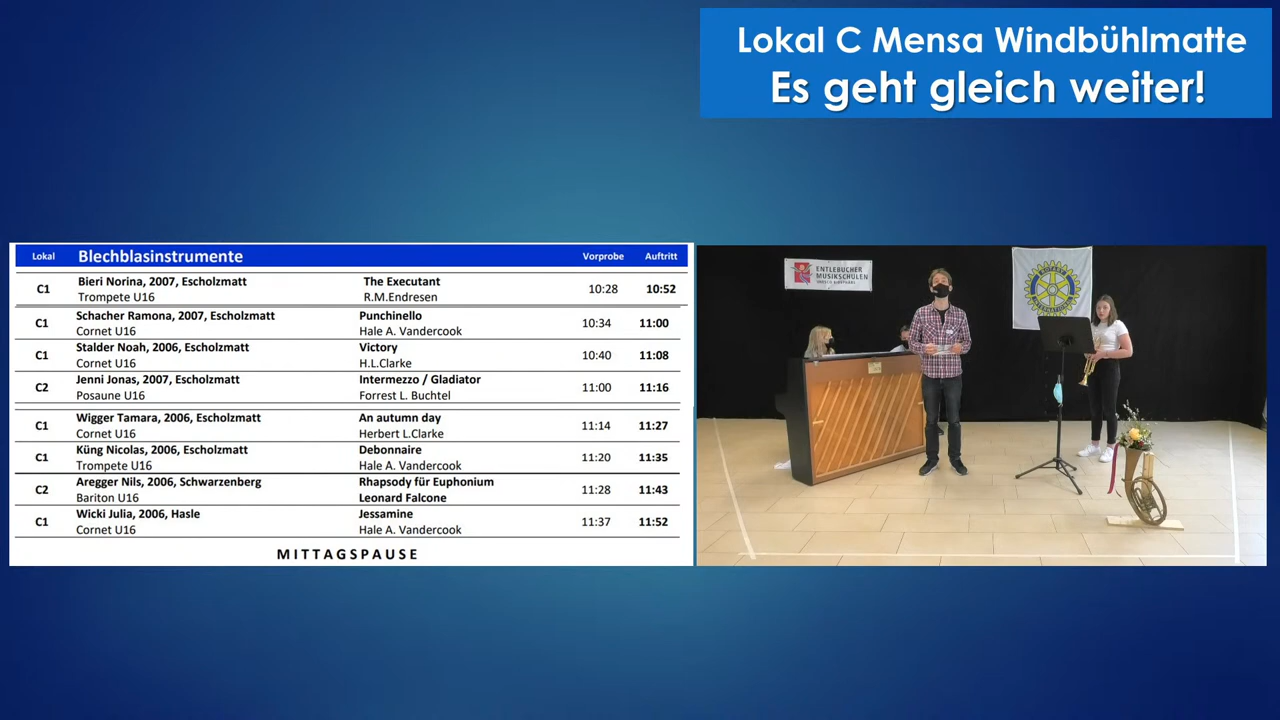 Lokal C Mensa Windbühlmatte
Es geht gleich weiter!
Lokal Blechblasinstrumente Vorprobe Auftritt
C1 Bieri Norina, 2007, Escholzmatt The Executant 10:28 10:52
Trompete U16 R.M.Endresen
C1 Schacher Ramona, 2007, Escholzmatt Punchinello 10:34 11:00
Cornet U16 Hale A. Vandercook
C1 Stalder Noah, 2006, Escholzmatt Victory 10:40 11:08
Cornet U16 H.L.Clarke
C2 Jenni Jonas, 2007, Escholzmatt Intermezzo / Gladiator 11:00 11:16
Posaune U16 Forrest L. Buchtel
C1 Wigger Tamara, 2006, Escholzmatt An autumn day 11:14 11:27
Cornet U16 Herbert L.Clarke
C1 Küng Nicolas, 2006, Escholzmatt Debonnaire 11:20 11:35
Trompete U16 Hale A. Vandercook
C2 Aregger Nils, 2006, Schwarzenberg Rhapsody für Euphonium 11:28 11:43
Bariton U16 Leonard Falcone
C1 Wicki Julia, 2006, Hasle Jessamine 11:37 11:52
Cornet U16 Hale A. Vandercook
MITTAGSPAUSE
ENTLEBUCHER
MUSIKSCHULEN
ROTARY
INTERNATIONAL